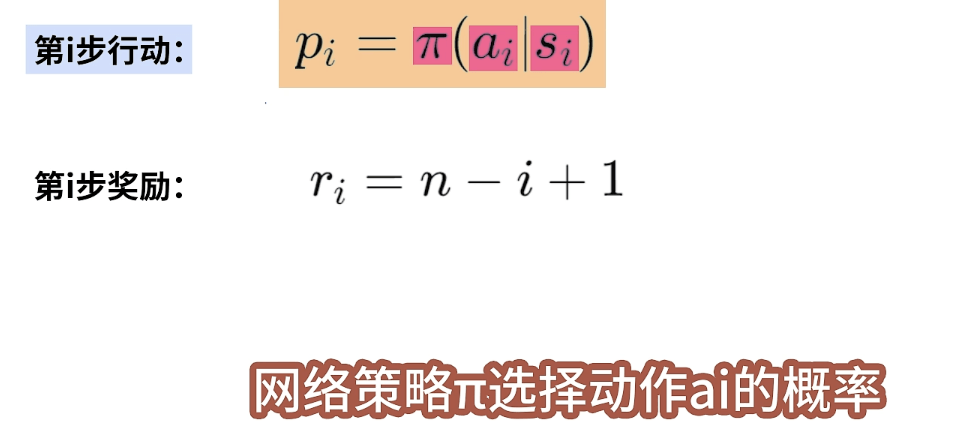 第i步行动： p_i = π(a_i|s_i)
第i步奖励： r_i = n − i + 1
网络策略π选择动作ai的概率